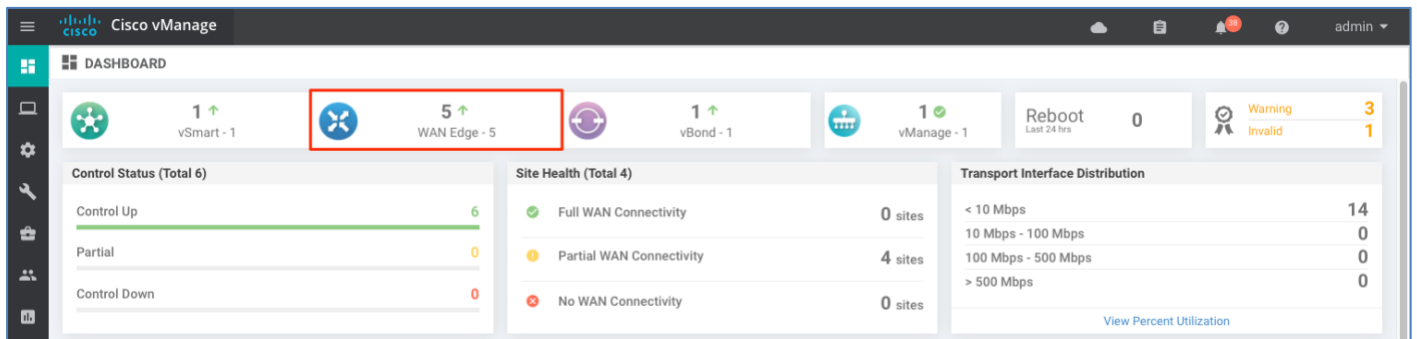 cisco Cisco vManage 38 admin
DASHBOARD
1
vSmart - 1
5
WAN Edge - 5
1
vBond - 1
1
vManage - 1
Reboot
Last 24 hrs
0
Warning 3
Invalid 1
Control Status (Total 6)
Control Up 6
Partial 0
Control Down 0
Site Health (Total 4)
Full WAN Connectivity 0 sites
Partial WAN Connectivity 4 sites
No WAN Connectivity 0 sites
Transport Interface Distribution
< 10 Mbps 14
10 Mbps - 100 Mbps 0
100 Mbps - 500 Mbps 0
> 500 Mbps 0
View Percent Utilization